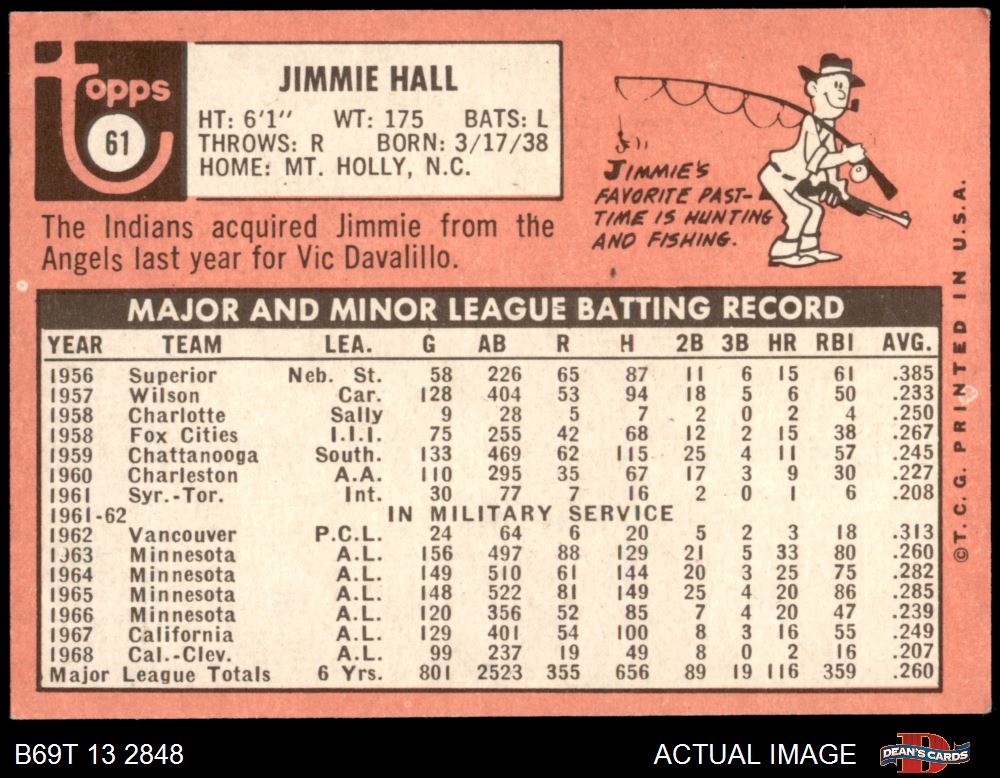 Topps
61
JIMMIE HALL
HT: 6'1" WT: 175 BATS: L
THROWS: R BORN: 3/17/38
HOME: MT. HOLLY, N.C.
The Indians acquired Jimmie from the
Angels last year for Vic Davalillo.
JIMMIE'S
FAVORITE PAST-
TIME IS HUNTING
AND FISHING.
MAJOR AND MINOR LEAGUE BATTING RECORD
YEAR TEAM LEA. G AB R H 2B 3B HR RBI AVG.
1956 Superior Neb. St. 58 226 65 87 11 6 15 61 .385
1957 Wilson Car. 128 404 53 94 18 5 6 50 .233
1958 Charlotte Sally 9 28 5 7 2 0 2 4 .250
1958 Fox Cities I.I.I. 75 255 42 68 12 2 15 38 .267
1959 Chattanooga South. 133 469 62 115 25 4 11 57 .245
1960 Charleston A.A. 110 295 35 67 17 3 9 30 .227
1961 Syr.-Tor. Int. 30 77 7 16 2 0 1 6 .208
1961-62 IN MILITARY SERVICE
1962 Vancouver P.C.L. 24 64 6 20 5 2 3 18 .313
1963 Minnesota A.L. 156 497 88 129 21 5 33 80 .260
1964 Minnesota A.L. 149 510 61 144 20 3 25 75 .282
1965 Minnesota A.L. 148 522 81 149 25 4 20 86 .285
1966 Minnesota A.L. 120 356 52 85 7 4 20 47 .239
1967 California A.L. 129 401 54 100 8 3 16 55 .249
1968 Cal.-Clev. A.L. 99 237 19 49 8 0 2 16 .207
Major League Totals 6 Yrs. 801 2523 355 656 89 19 116 359 .260
©T. C. G. PRINTED IN U.S.A.
B69T 13 2848
ACTUAL IMAGE
DEAN'S CARDS